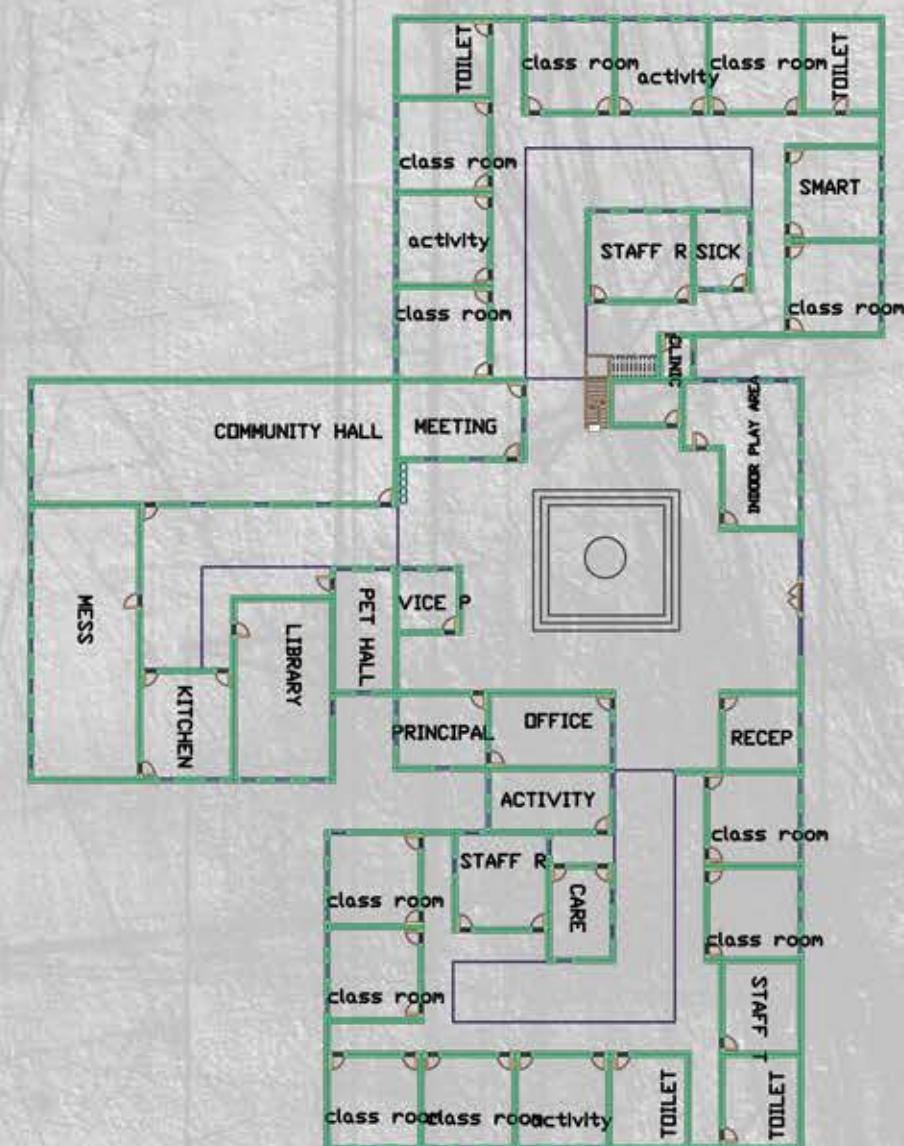 TOILET
class room
activity
class room
TOILET
class room
SMART
activity
STAFF R
SICK
class room
class room
CLINIC
COMMUNITY HALL
MEETING
INDOOR PLAY AREA
MESS
LIBRARY
PET HALL
VICE P
KITCHEN
PRINCIPAL
OFFICE
RECEP
ACTIVITY
class room
STAFF R
CARE
class room
class room
class room
STAFF T
class room
class room
activity
TOILET
TOILET